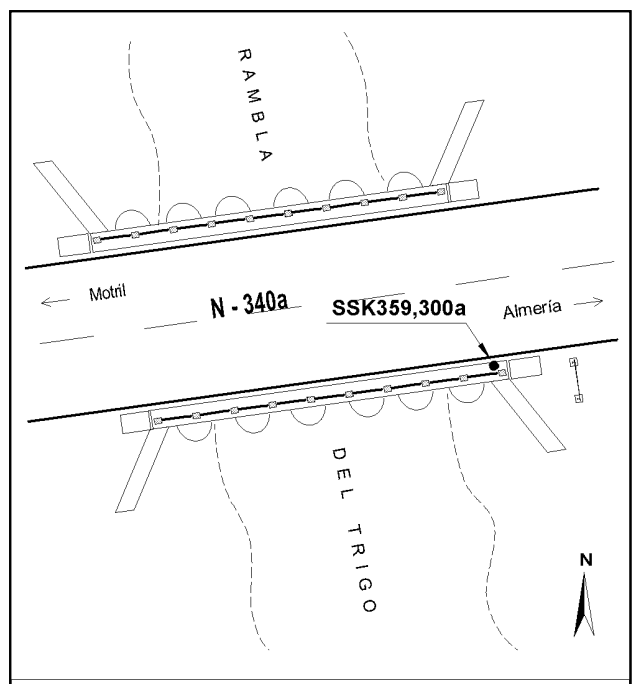 RAMBLA
Motril
N - 340a
SSK359,300a
Almería
DEL TRIGO
N